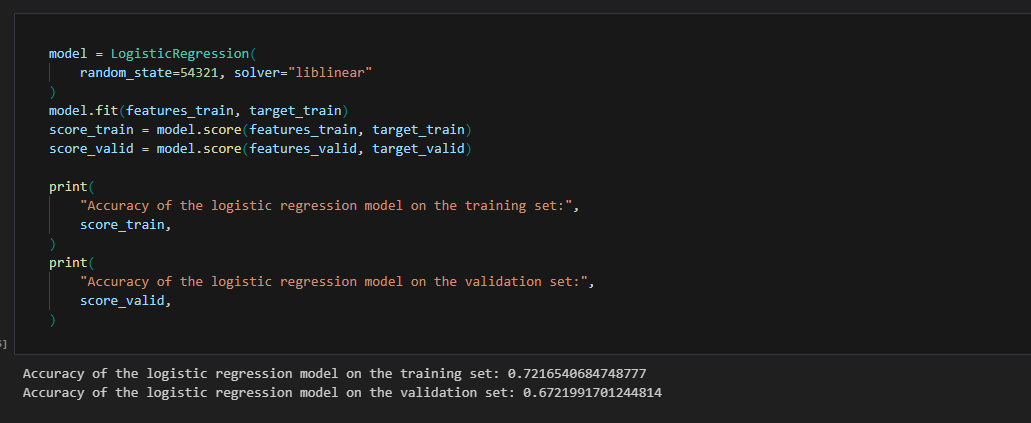 model = LogisticRegression(
    random_state=54321, solver="liblinear"
)
model.fit(features_train, target_train)
score_train = model.score(features_train, target_train)
score_valid = model.score(features_valid, target_valid)

print(
    "Accuracy of the logistic regression model on the training set:",
    score_train,
)
print(
    "Accuracy of the logistic regression model on the validation set:",
    score_valid,
)
]
Accuracy of the logistic regression model on the training set: 0.7216540684748777
Accuracy of the logistic regression model on the validation set: 0.6721991701244814